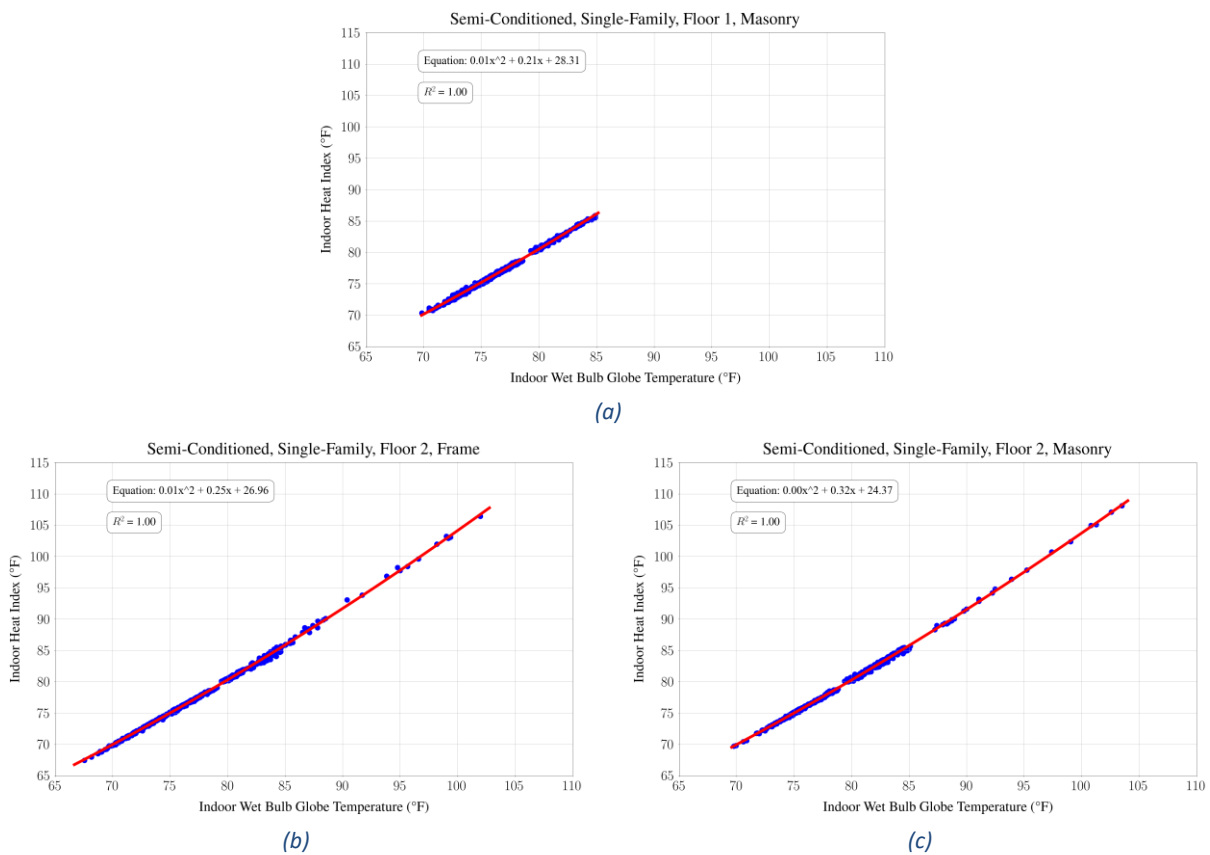 Semi-Conditioned, Single-Family, Floor 1, Masonry
115
110
105
100
95
90
85
80
75
70
65
Equation: 0.01x^2 + 0.21x + 28.31
R² = 1.00
Indoor Heat Index (°F)
65 70 75 80 85 90 95 100 105 110
Indoor Wet Bulb Globe Temperature (°F)
(a)
Semi-Conditioned, Single-Family, Floor 2, Frame
115
110
105
100
95
90
85
80
75
70
65
Equation: 0.01x^2 + 0.25x + 26.96
R² = 1.00
Indoor Heat Index (°F)
65 70 75 80 85 90 95 100 105 110
Indoor Wet Bulb Globe Temperature (°F)
(b)
Semi-Conditioned, Single-Family, Floor 2, Masonry
115
110
105
100
95
90
85
80
75
70
65
Equation: 0.00x^2 + 0.32x + 24.37
R² = 1.00
Indoor Heat Index (°F)
65 70 75 80 85 90 95 100 105 110
Indoor Wet Bulb Globe Temperature (°F)
(c)